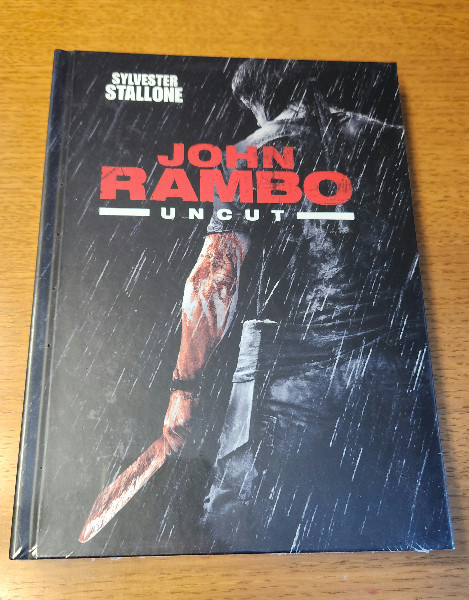 SYLVESTER
STALLONE
JOHN
RAMBO
UNCUT